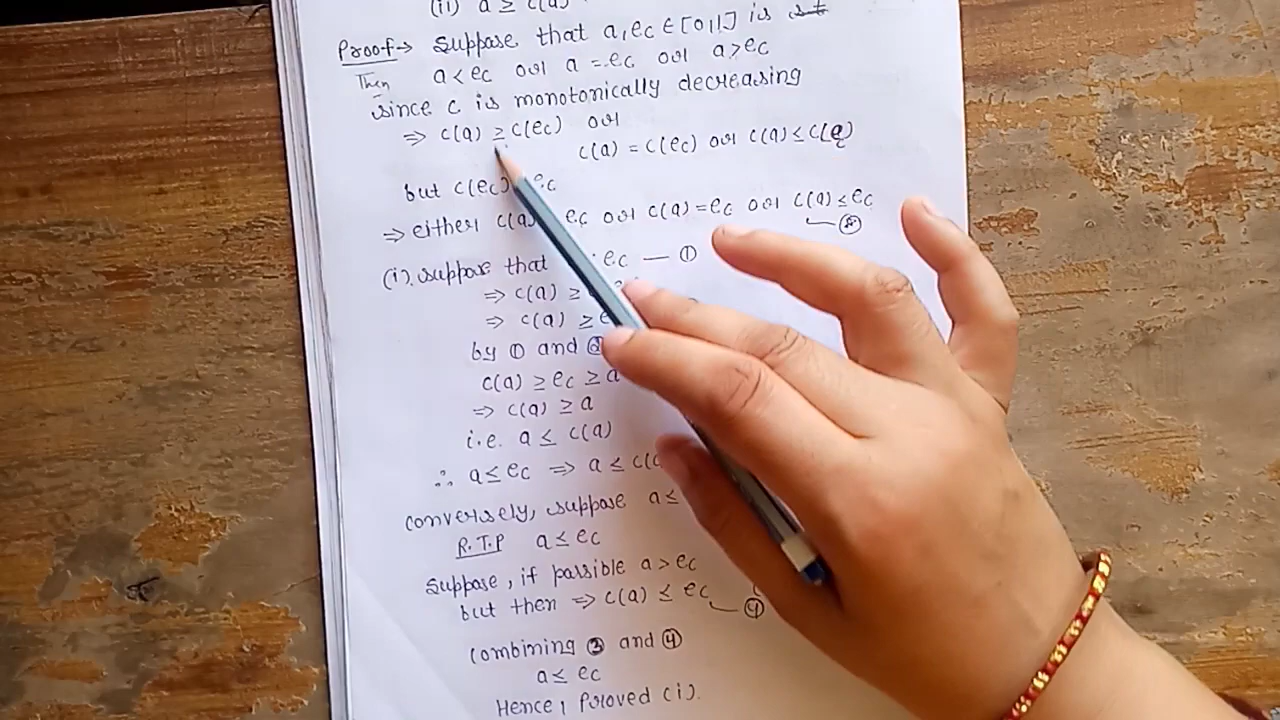 (ii) a ≥ c(a)
Proof→ Suppose that a, ec ∈ [0,1] is
Then a < ec or a = ec or a > ec
since c is monotonically decreasing
⇒ c(a) ≥ c(ec) or
c(a) = c(ec) or c(a) ≤ c(a)
but c(ec) ec
⇒ either c(a) ec or c(a) = ec or c(a) ≤ ec
(i). suppose that ec — ①
⇒ c(a) ≥
⇒ c(a) ≥ e
by ① and ②
c(a) ≥ ec ≥ a
⇒ c(a) ≥ a
i.e. a ≤ c(a)
∴ a ≤ ec ⇒ a ≤ c(
conversely, suppose a ≤
R.T.P a ≤ ec
Suppose, if possible a > ec
but then ⇒ c(a) ≤ ec — ④
combining ③ and ④
a ≤ ec
Hence, Proved (i).